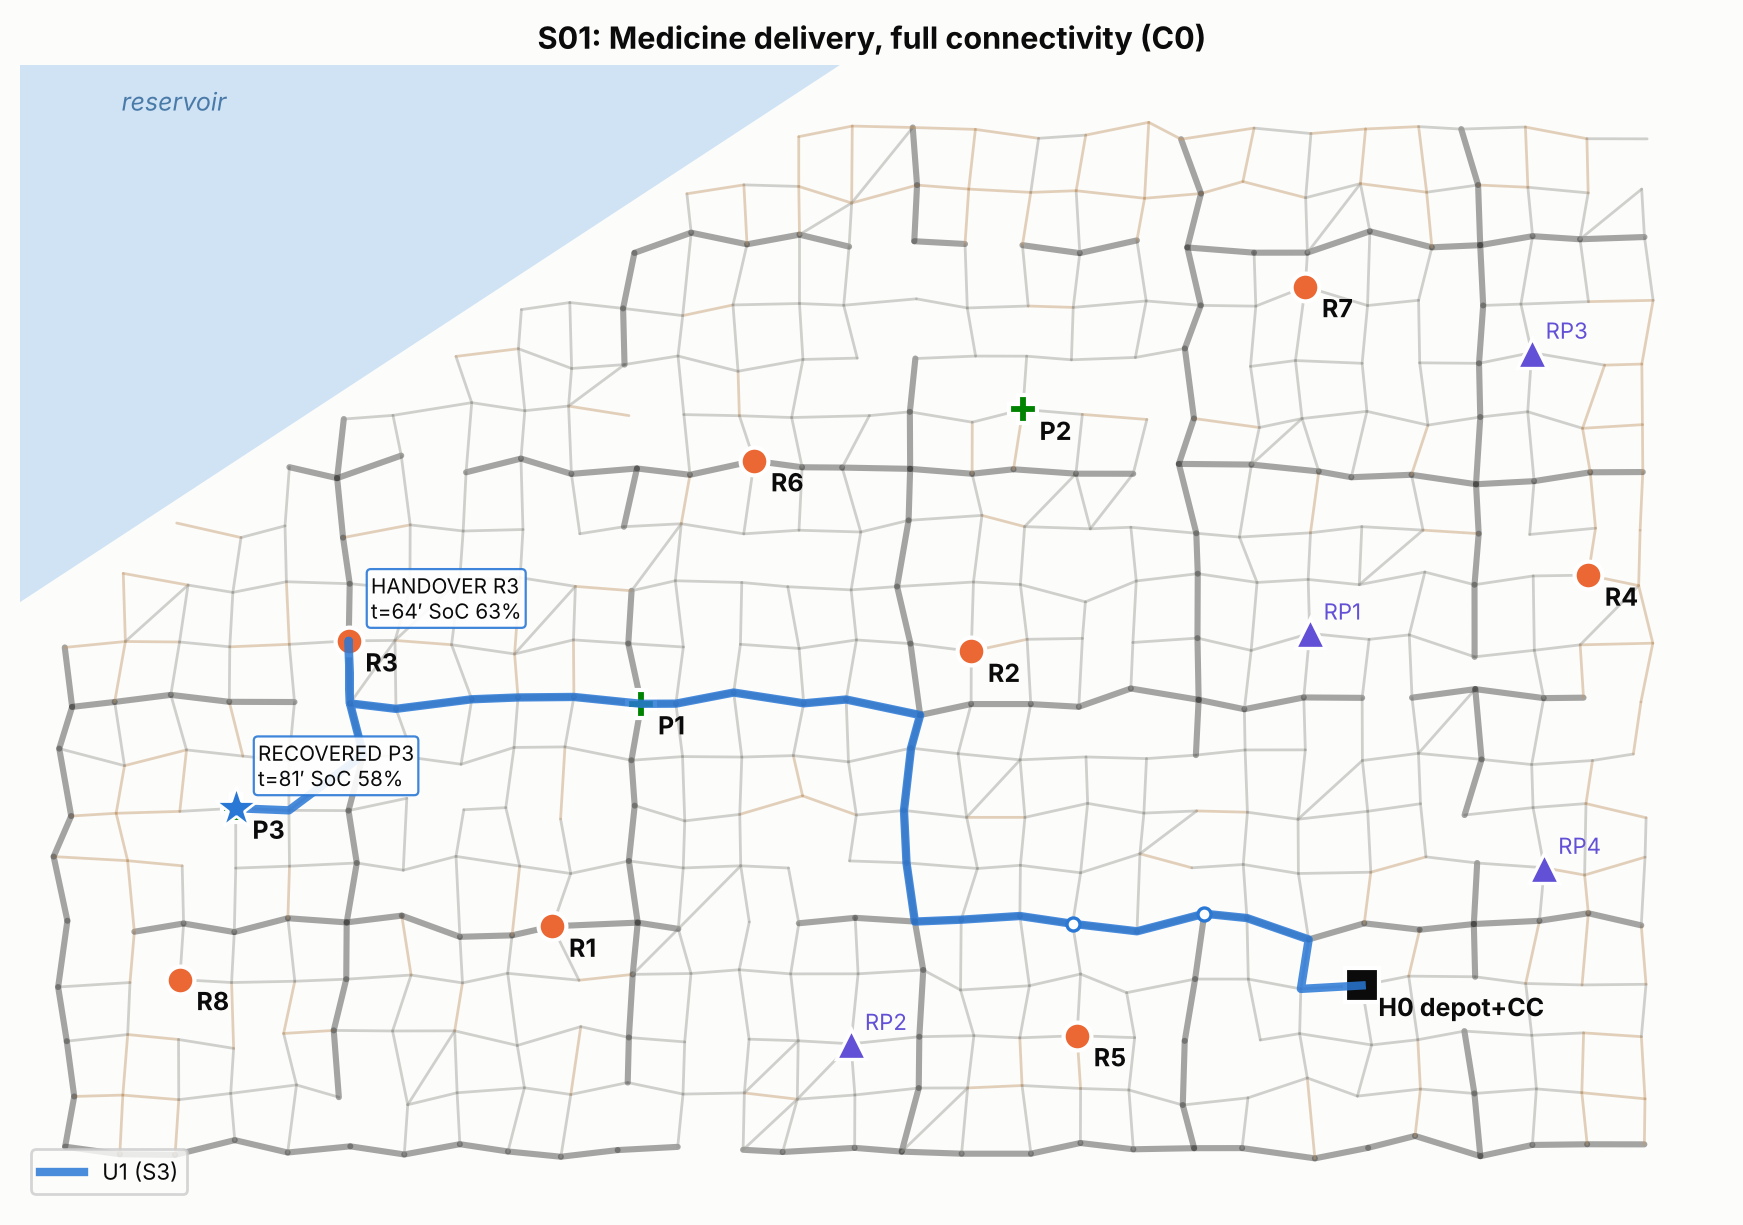 S01: Medicine delivery, full connectivity (C0)
reservoir
R7
RP3
P2
R6
HANDOVER R3
t=64′ SoC 63%
R4
RP1
R3
R2
P1
RECOVERED P3
t=81′ SoC 58%
P3
RP4
R1
R8
H0 depot+CC
RP2
R5
U1 (S3)